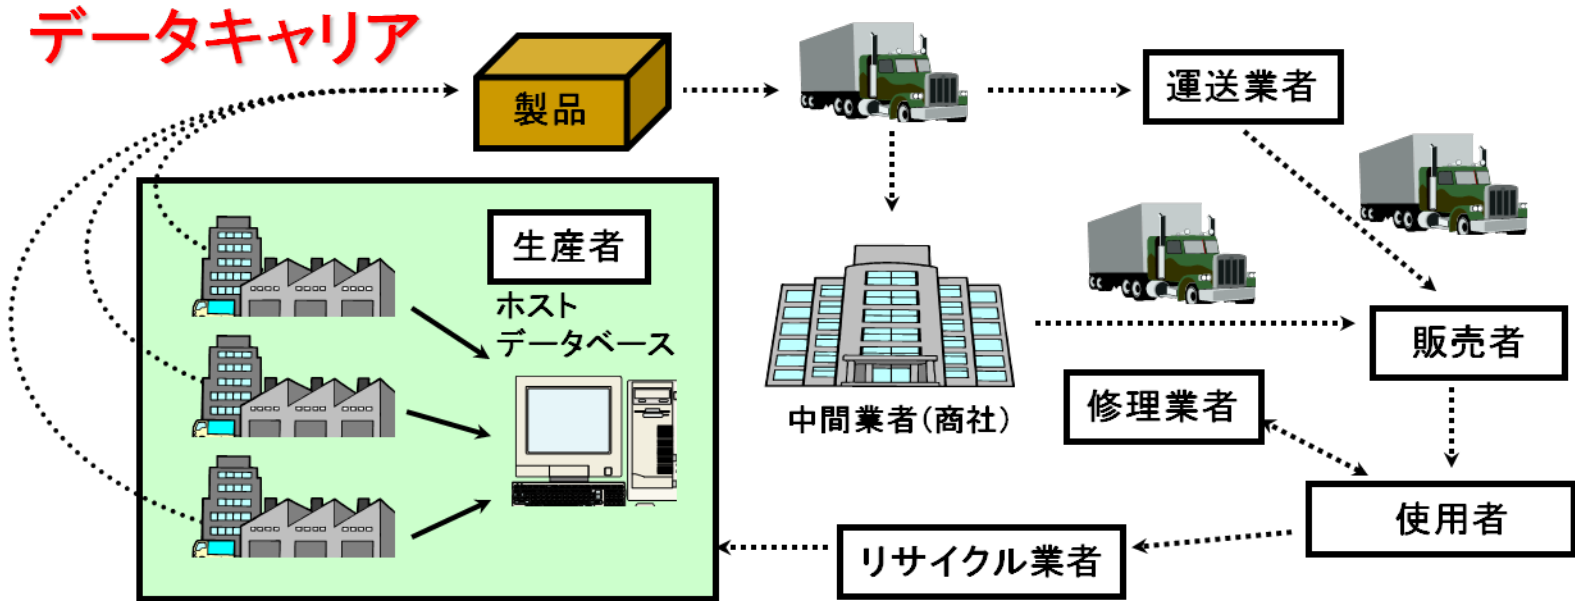 データキャリア
製品
運送業者
生産者
ホスト
データベース
販売者
中間業者(商社)
修理業者
使用者
リサイクル業者